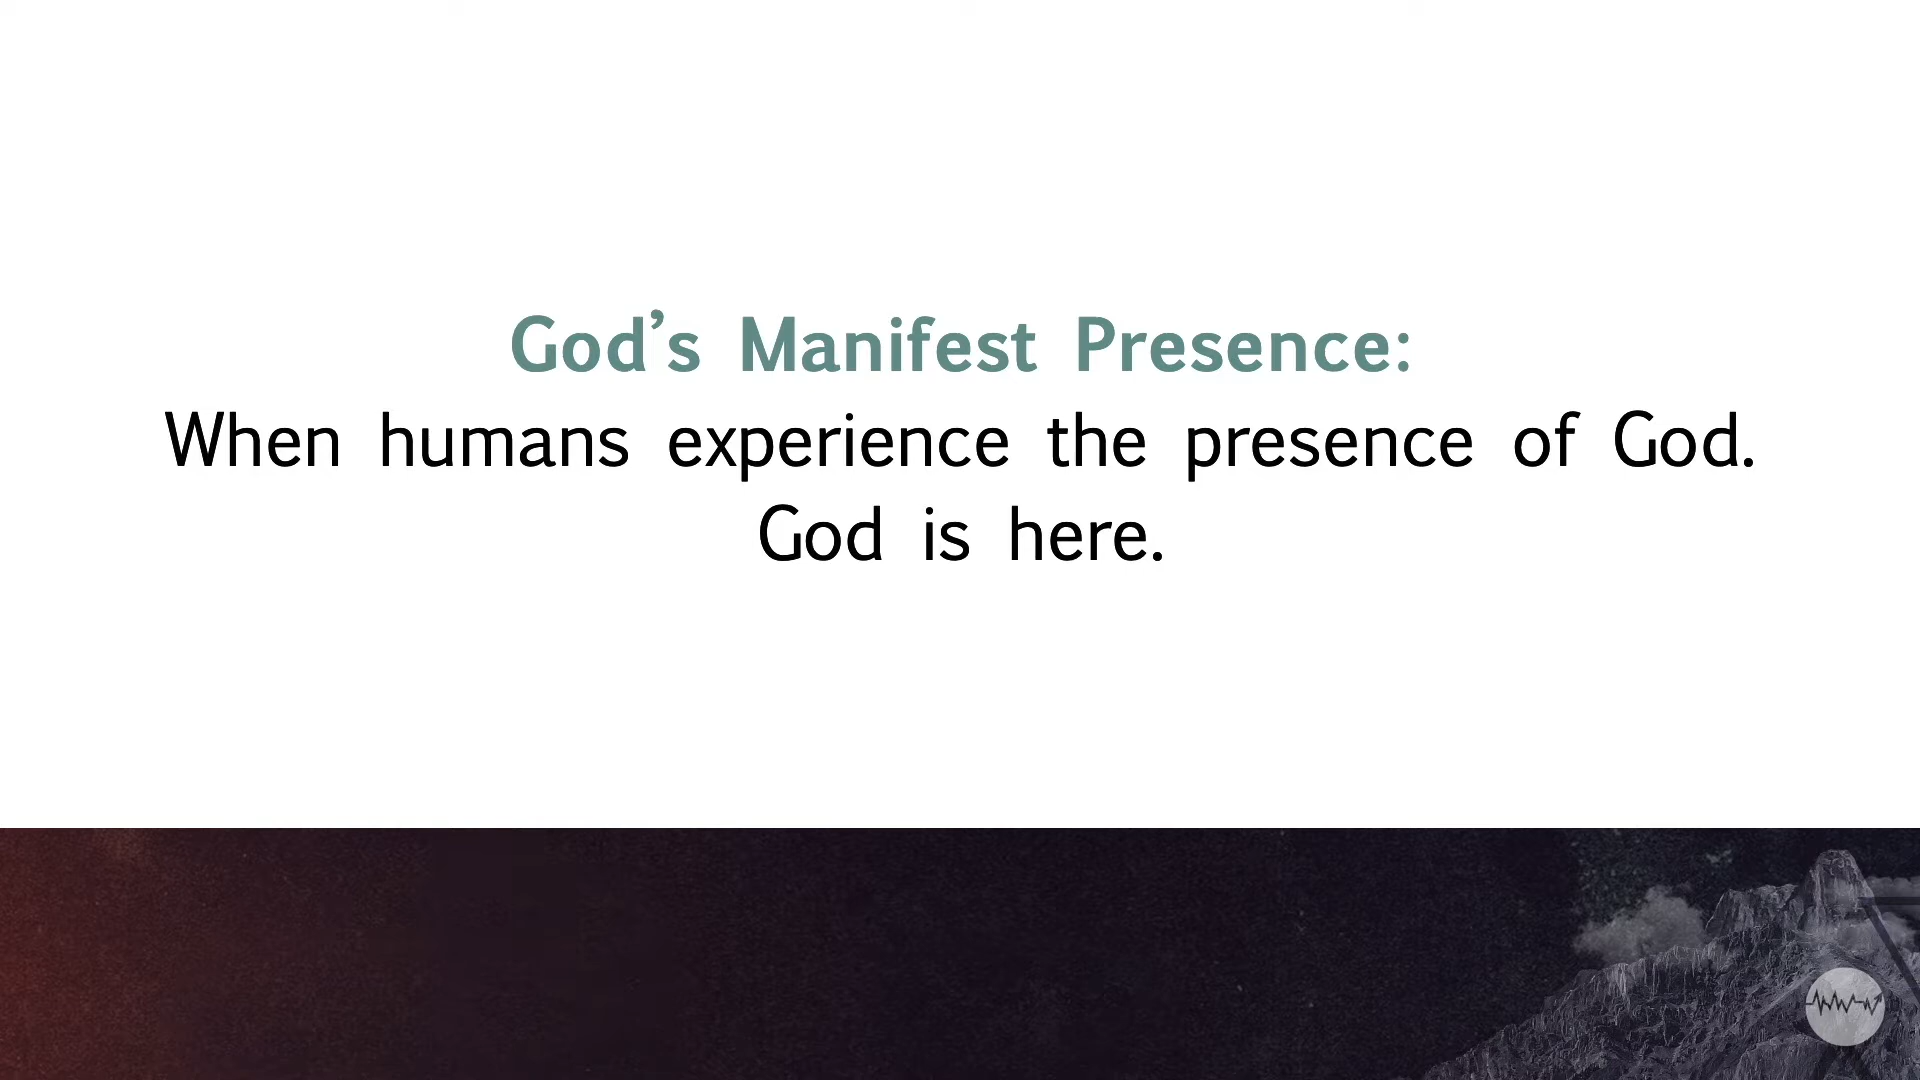 God’s Manifest Presence:
When humans experience the presence of God.
God is here.